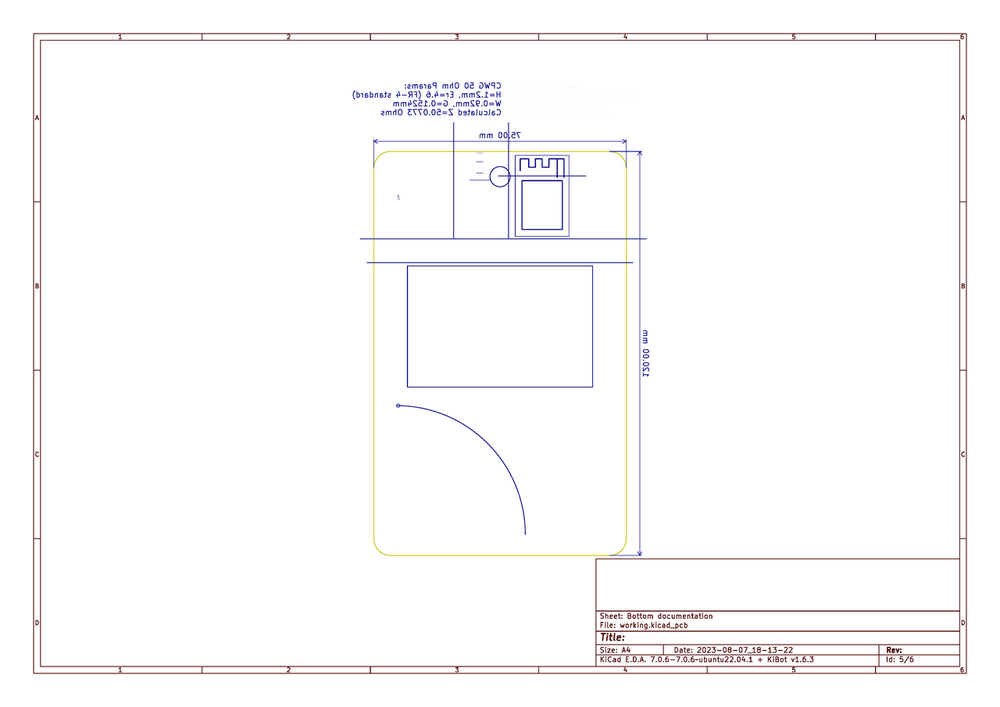 1 2 3 4 5 6
CPWG 50 Ohm Params:
H=1.2mm, Er=4.6 (FR-4 standard)
W=0.92mm, G=0.1524mm
Calculated Z=50.0773 Ohms
75.00 mm
A A
B B
120.00 mm
C C
D D
Sheet: Bottom documentation
File: working.kicad_pcb
Title:
Size: A4 Date: 2023-08-07_18-13-22 Rev:
KiCad E.D.A. 7.0.6-7.0.6~ubuntu22.04.1 + KiBot v1.6.3 Id: 5/6
1 2 3 4 5 6